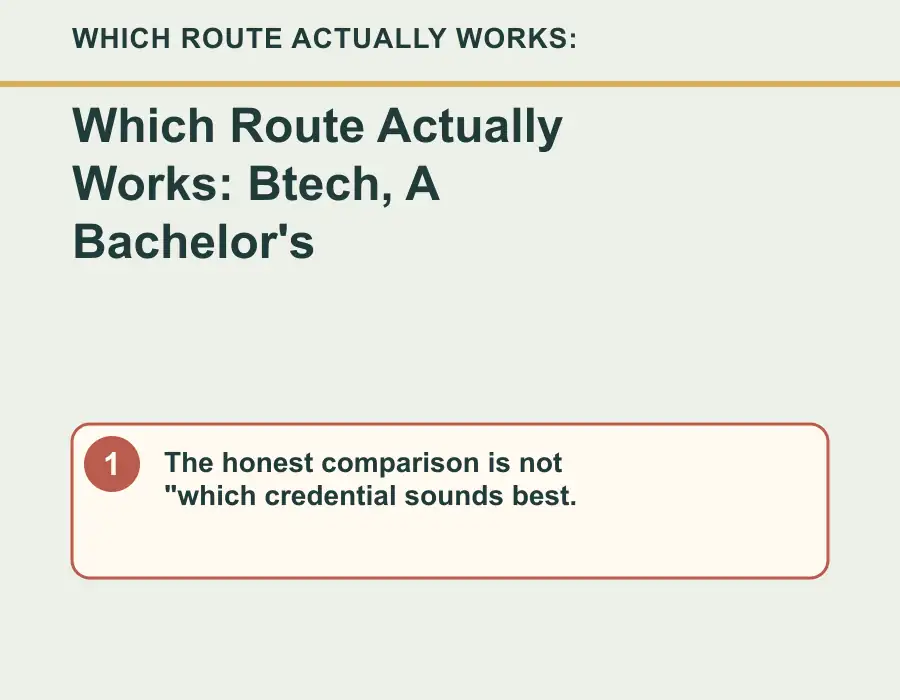 WHICH ROUTE ACTUALLY WORKS:
Which Route Actually
Works: Btech, A
Bachelor's
1
The honest comparison is not
"which credential sounds best.